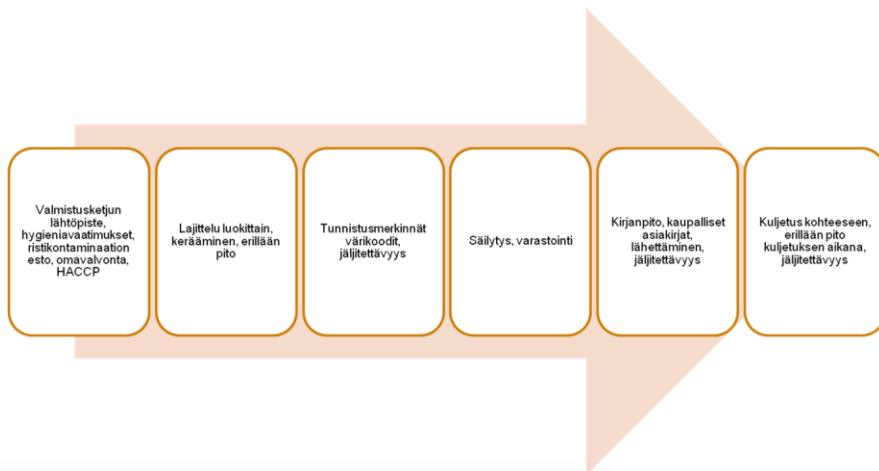 Valmistusketjun
lähtöpiste,
hygieniavaatimukset,
ristikontaminaation
esto, omavalvonta,
HACCP
Lajittelu luokittain,
kerääminen, erillään
pito
Tunnistusmerkinnät
värikoodit,
jäljitettävyys
Säilytys, varastointi
Kirjanpito, kaupalliset
asiakirjat,
lähettäminen,
jäljitettävyys
Kuljetus kohteeseen,
erillään pito
kuljetuksen aikana,
jäljitettävyys